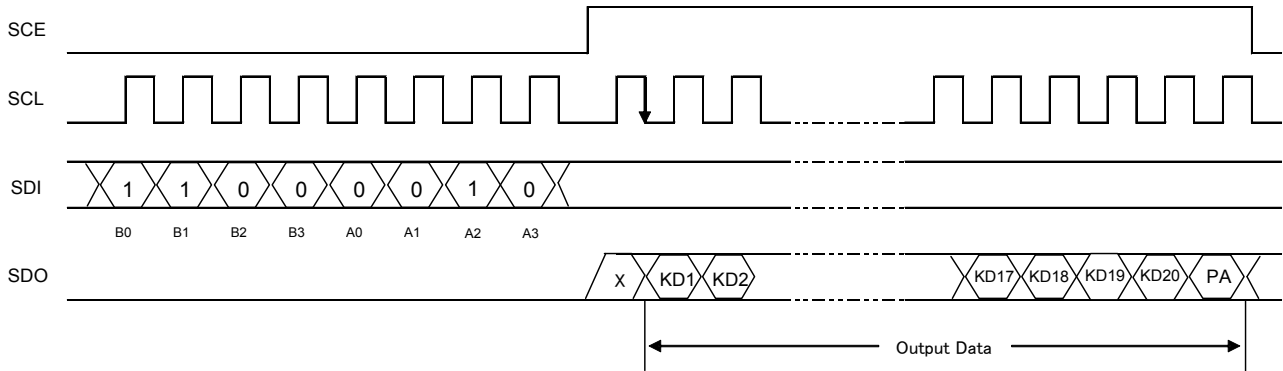 SCE
SCL
SDI 1 1 0 0 0 0 1 0
B0 B1 B2 B3 A0 A1 A2 A3
SDO X KD1 KD2 KD17 KD18 KD19 KD20 PA
Output Data